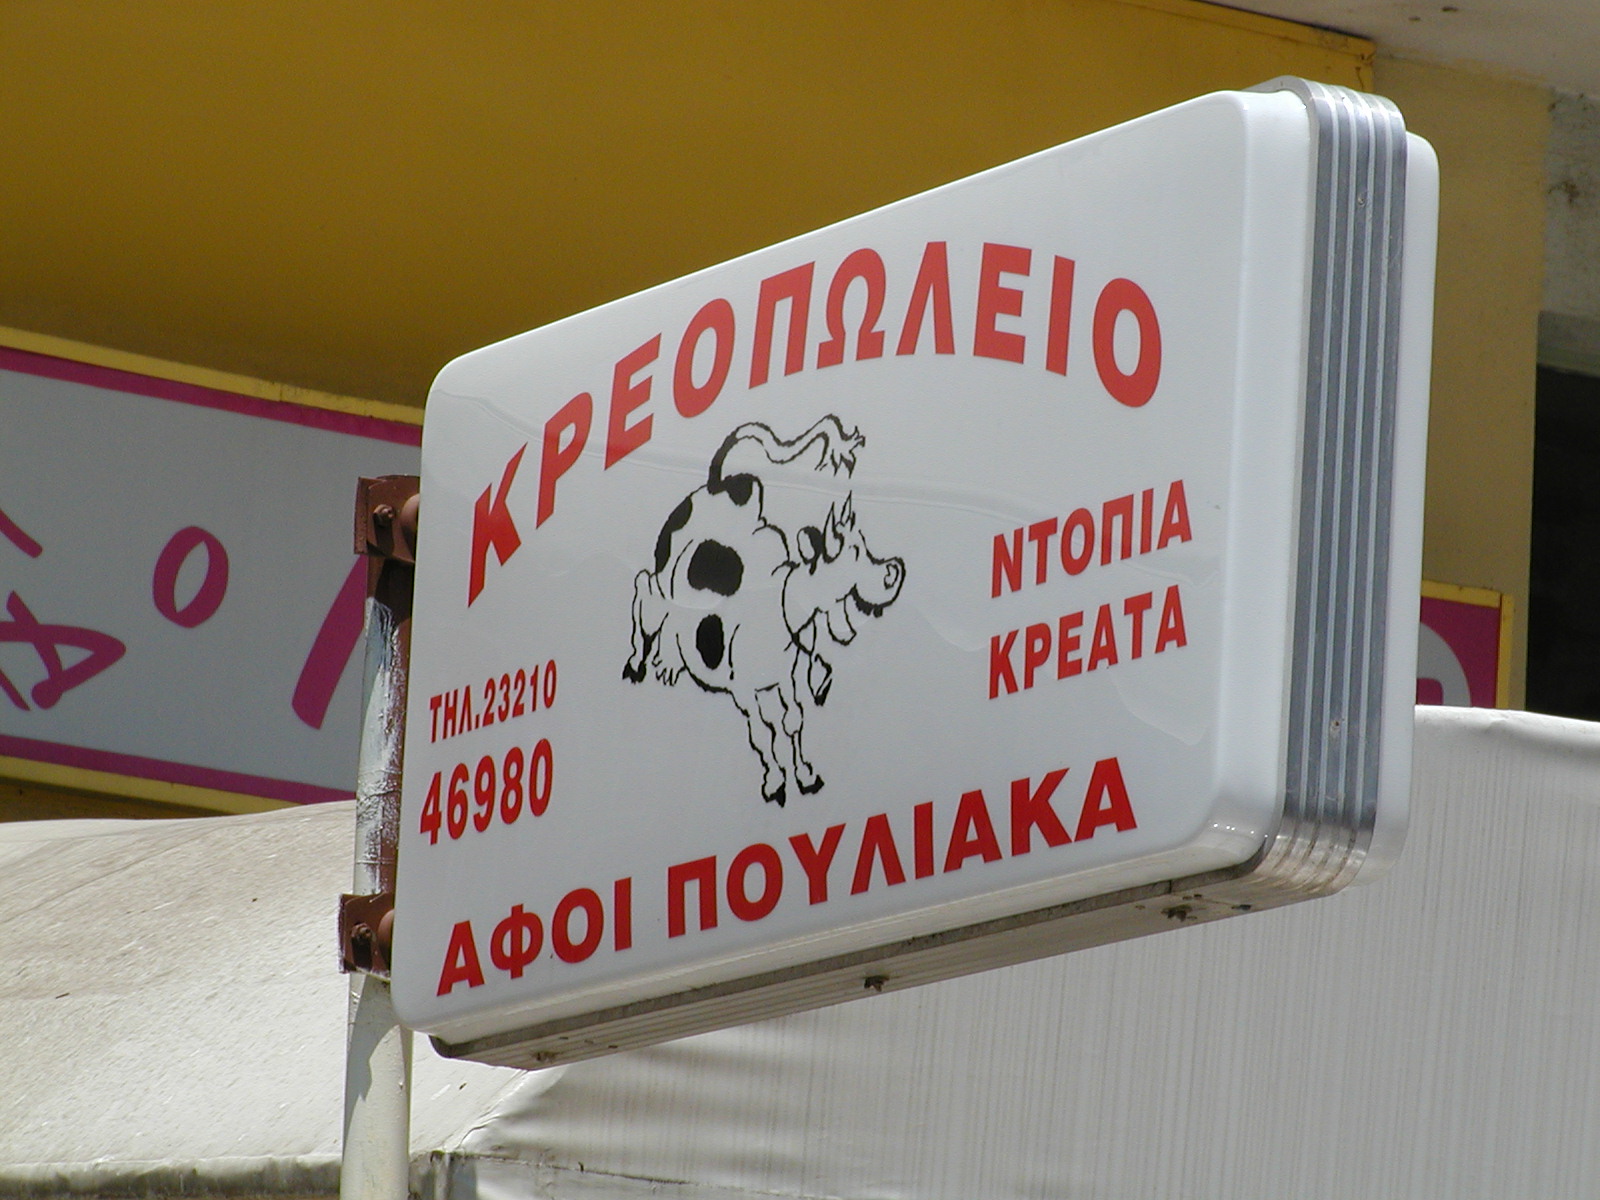 ΚΡΕΟΠΩΛΕΙΟ
ΝΤΟΠΙΑ
ΚΡΕΑΤΑ
ΤΗΛ.23210
46980
ΑΦΟΙ ΠΟΥΛΙΑΚΑ